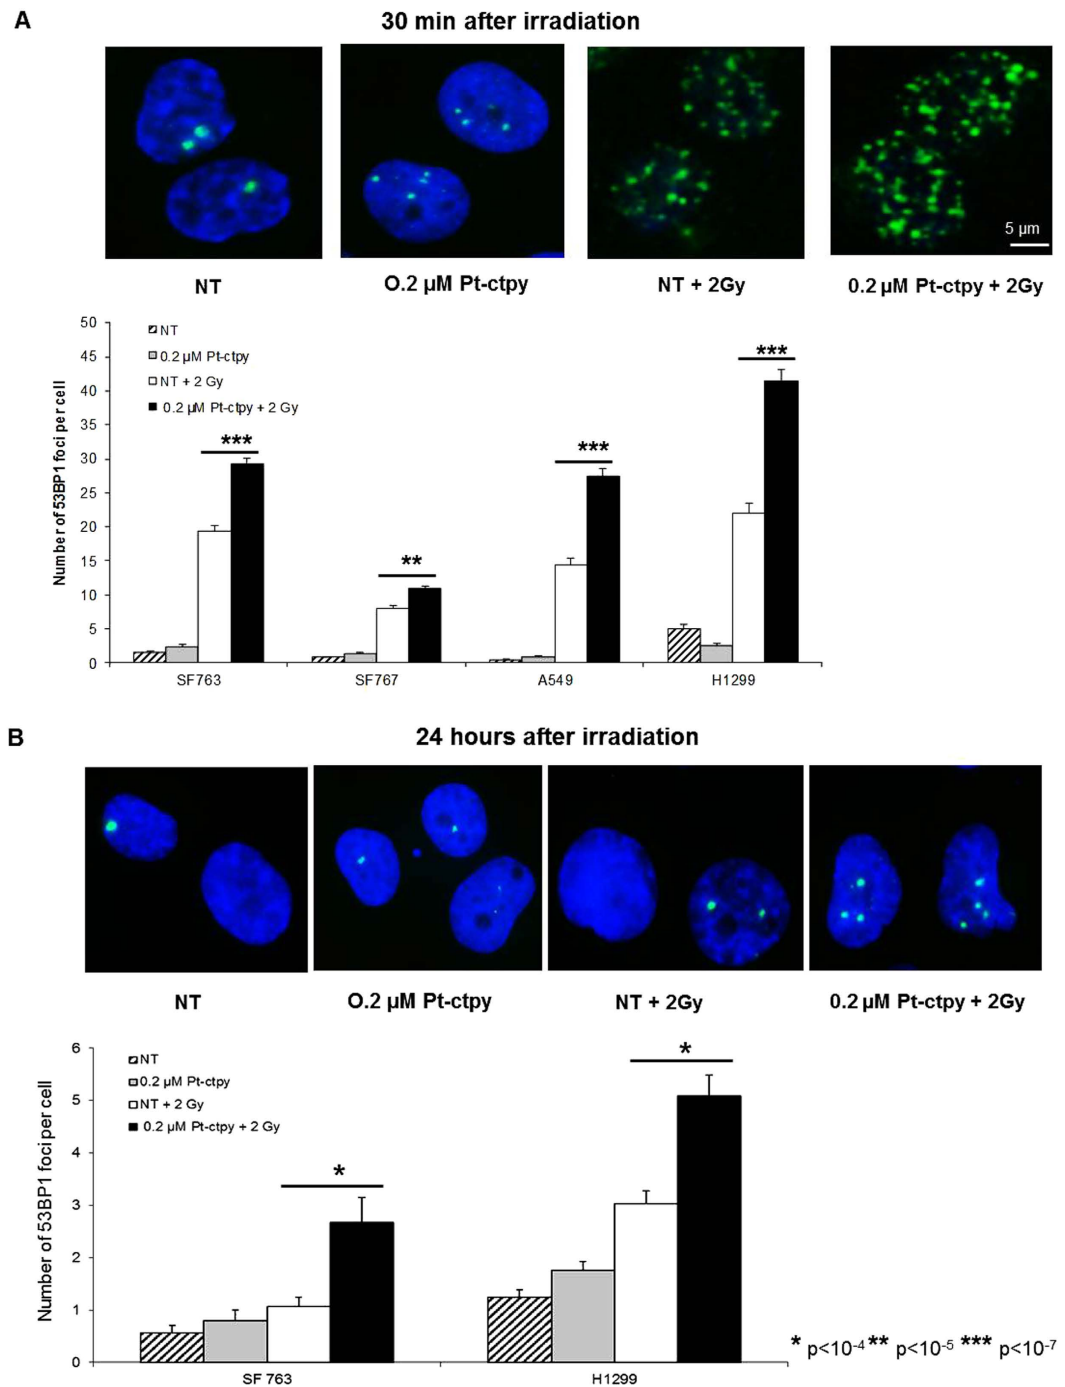 A
30 min after irradiation
5 µm
NT
O.2 µM Pt-ctpy
NT + 2Gy
0.2 µM Pt-ctpy + 2Gy
Number of 53BP1 foci per cell
50
45
40
35
30
25
20
15
10
5
0
NT
0.2 µM Pt-ctpy
NT + 2 Gy
0.2 µM Pt-ctpy + 2 Gy
***
**
***
***
SF763
SF767
A549
H1299
B
24 hours after irradiation
NT
O.2 µM Pt-ctpy
NT + 2Gy
0.2 µM Pt-ctpy + 2Gy
Number of 53BP1 foci per cell
6
5
4
3
2
1
0
NT
0.2 µM Pt-ctpy
NT + 2 Gy
0.2 µM Pt-ctpy + 2 Gy
*
*
SF 763
H1299
* p<10-4 ** p<10-5 *** p<10-7